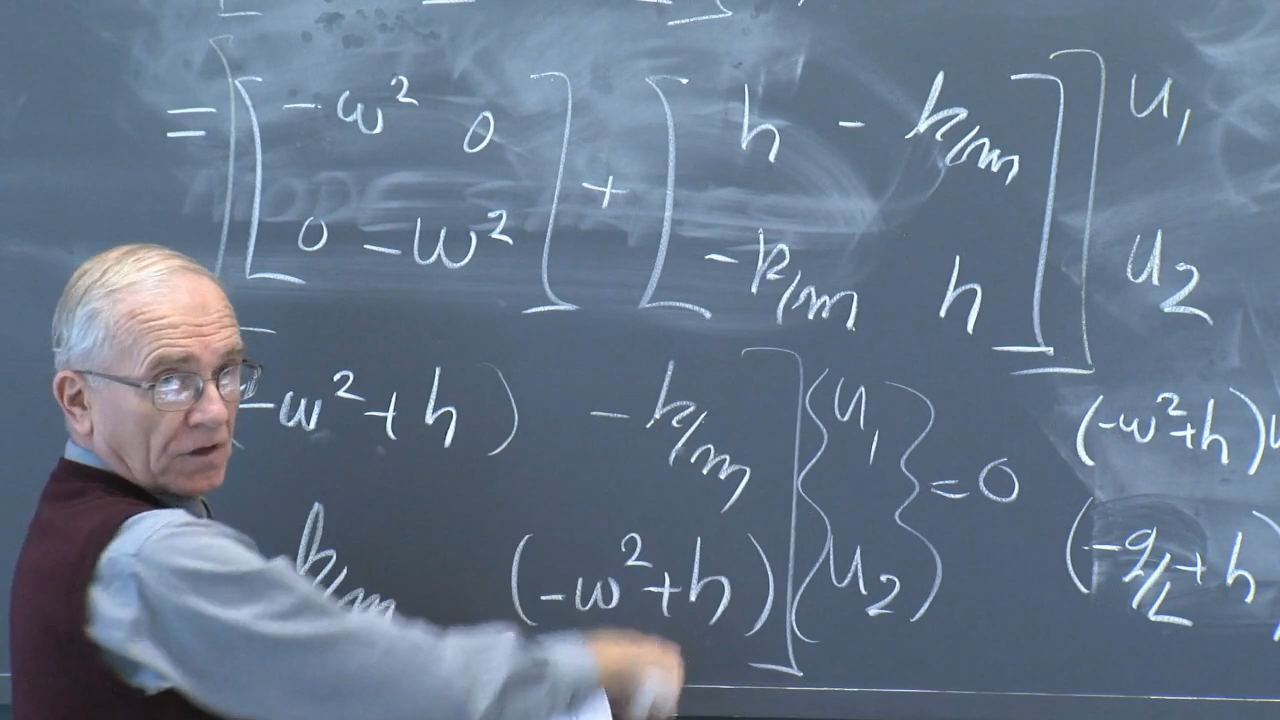 = [ [ -ω² 0 ] + [ h - k/m ] ] u₁
0 -ω² -k/m h u₂
-ω² + h ) - k/m ] { u₁ } = 0 (-ω²+h)u
k/m (-ω²+h) u₂ (-g/L + h